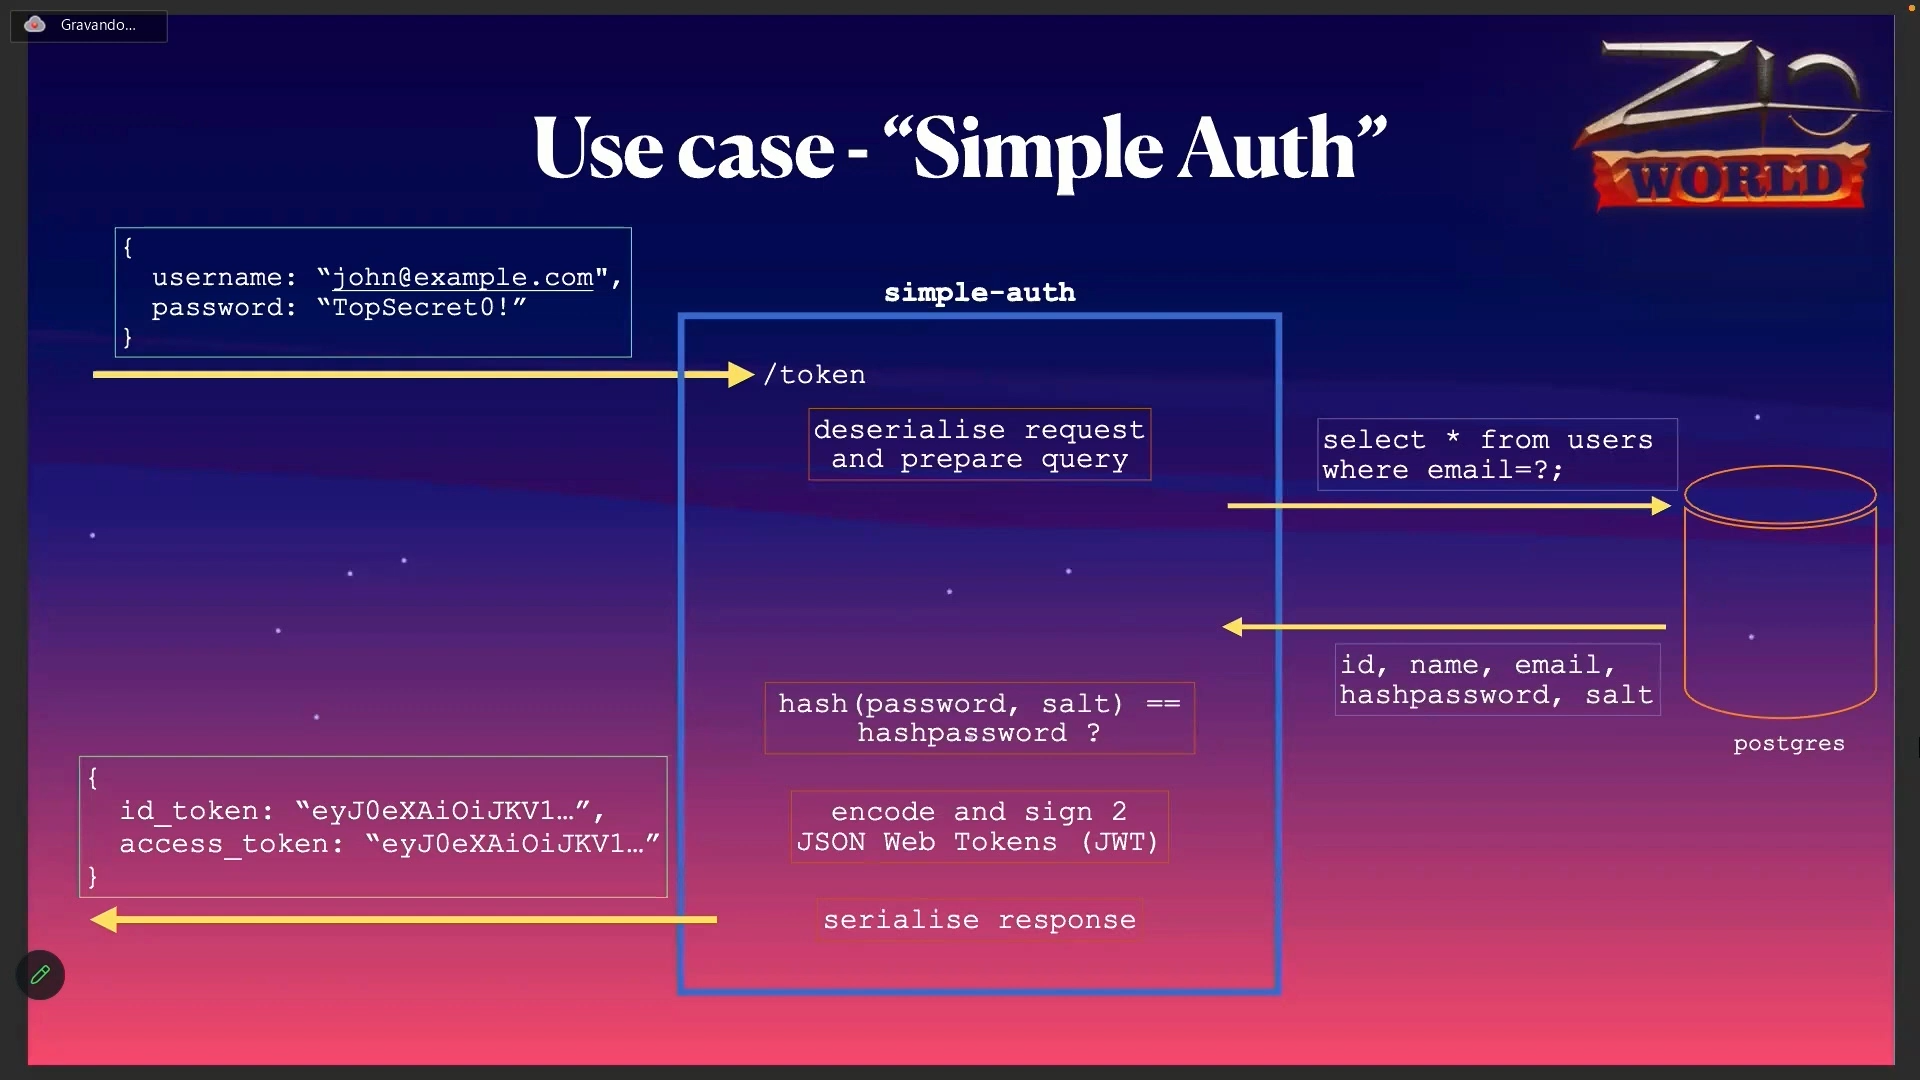 Gravando...
ZIO
WORLD
Use case - “Simple Auth”
{
username: “john@example.com",
password: “TopSecret0!”
}
simple-auth
/token
deserialise request
and prepare query
select * from users
where email=?;
id, name, email,
hashpassword, salt
postgres
hash(password, salt) ==
hashpassword ?
encode and sign 2
JSON Web Tokens (JWT)
serialise response
{
id_token: “eyJ0eXAiOiJKV1…”,
access_token: “eyJ0eXAiOiJKV1…”
}